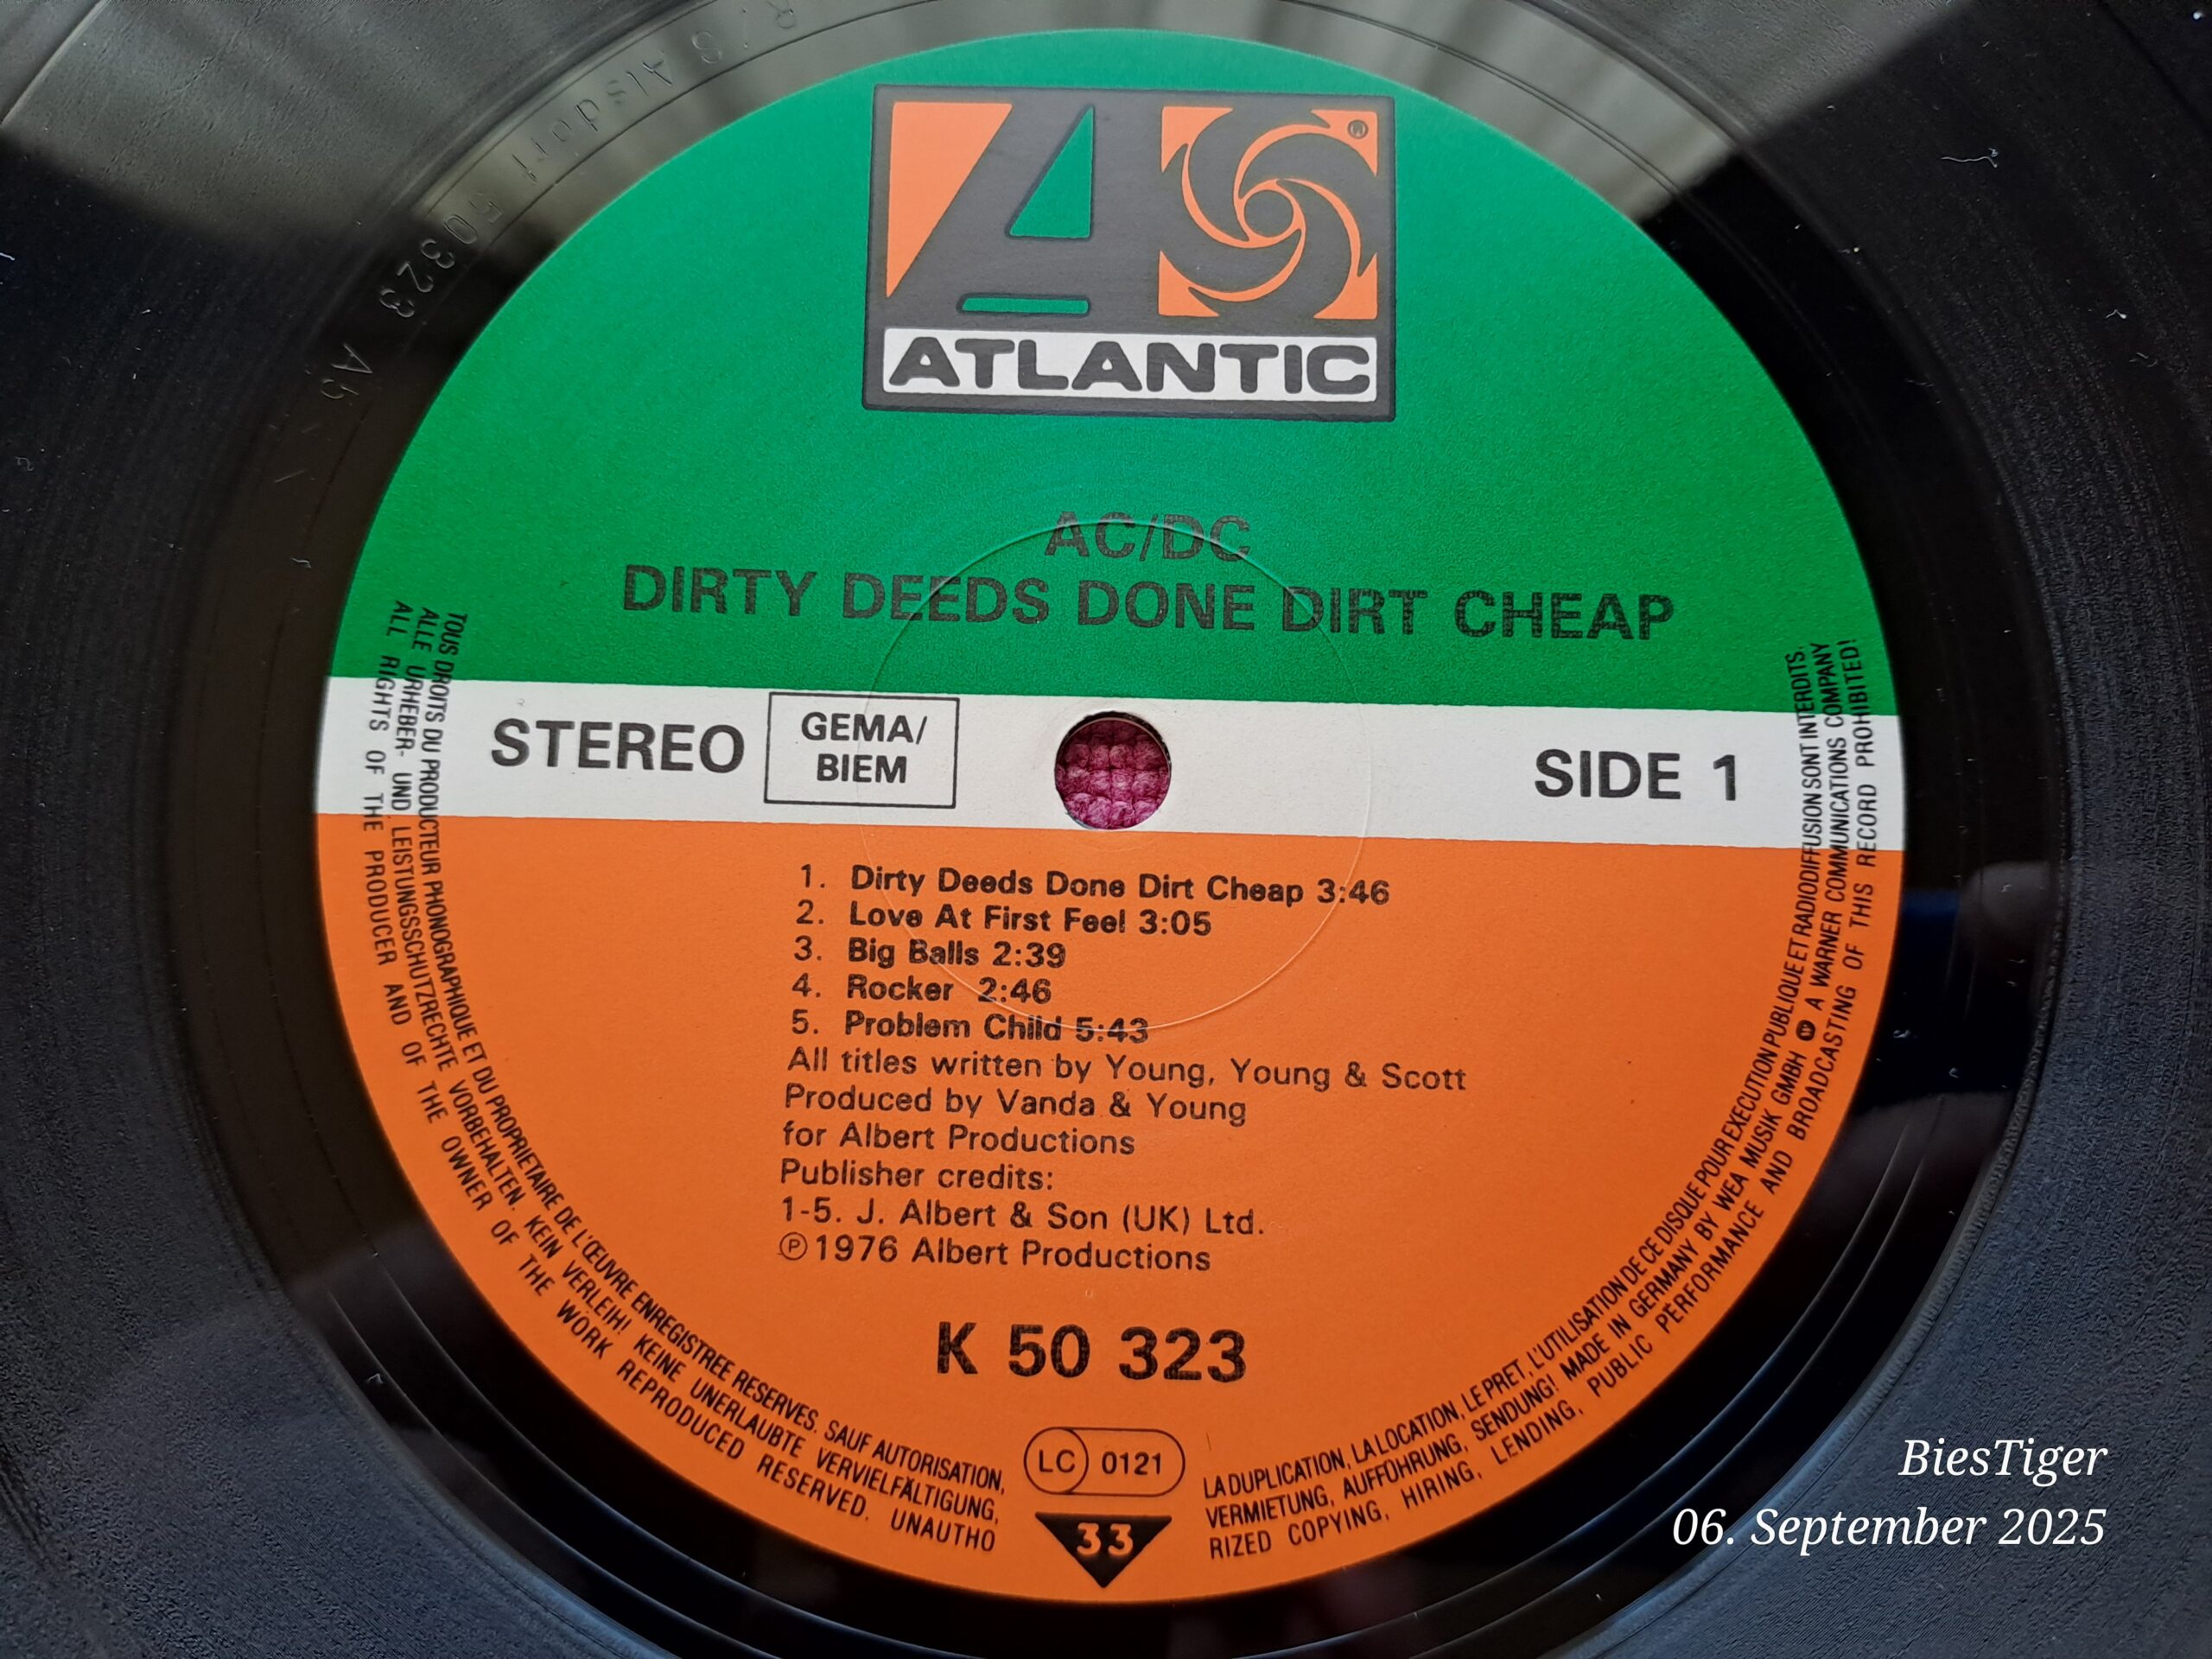 R/S Alsdorf 50323 A5
ATLANTIC
AC/DC
DIRTY DEEDS DONE DIRT CHEAP
STEREO
GEMA/
BIEM
SIDE 1
1. Dirty Deeds Done Dirt Cheap 3:46
2. Love At First Feel 3:05
3. Big Balls 2:39
4. Rocker 2:46
5. Problem Child 5:43
All titles written by Young, Young & Scott
Produced by Vanda & Young
for Albert Productions
Publisher credits:
1-5. J. Albert & Son (UK) Ltd.
Ⓟ1976 Albert Productions
K 50 323
LC 0121
33
TOUS DROITS DU PRODUCTEUR PHONOGRAPHIQUE ET DU PROPRIETAIRE DE L'ŒUVRE ENREGISTREE RESERVES. SAUF AUTORISATION, LA DUPLICATION, LA LOCATION, LE PRET, L'UTILISATION DE CE DISQUE POUR EXECUTION PUBLIQUE ET RADIODIFFUSION SONT INTERDITS.
ALLE URHEBER- UND LEISTUNGSSCHUTZRECHTE VORBEHALTEN. KEIN VERLEIH! KEINE UNERLAUBTE VERVIELFÄLTIGUNG, VERMIETUNG, AUFFÜHRUNG, SENDUNG! MADE IN GERMANY BY WEA MUSIK GMBH A WARNER COMMUNICATIONS COMPANY
ALL RIGHTS OF THE PRODUCER AND OF THE OWNER OF THE WORK REPRODUCED RESERVED. UNAUTHORIZED COPYING, HIRING, LENDING, PUBLIC PERFORMANCE AND BROADCASTING OF THIS RECORD PROHIBITED!
BiesTiger
06. September 2025